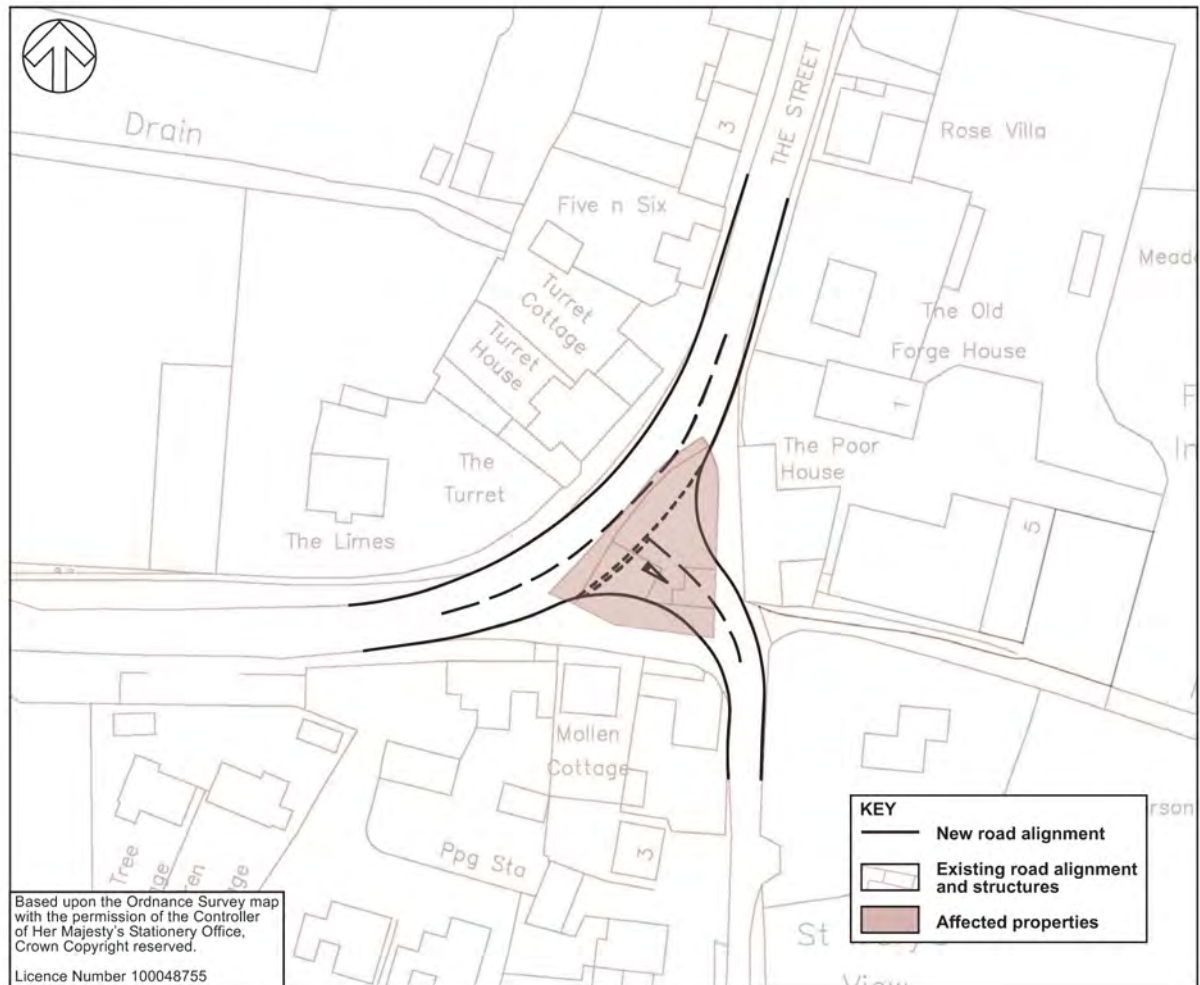 Drain
3
THE STREET
Rose Villa
Five n Six
Turret
Cottage
Turret
House
The Old
Forge House
1
The Poor
House
The
Turret
The Limes
5
Mollen
Cottage
Ppg Sta
3
Tree
St
View
KEY
New road alignment
Existing road alignment
and structures
Affected properties
Based upon the Ordnance Survey map
with the permission of the Controller
of Her Majesty's Stationery Office,
Crown Copyright reserved.
Licence Number 100048755